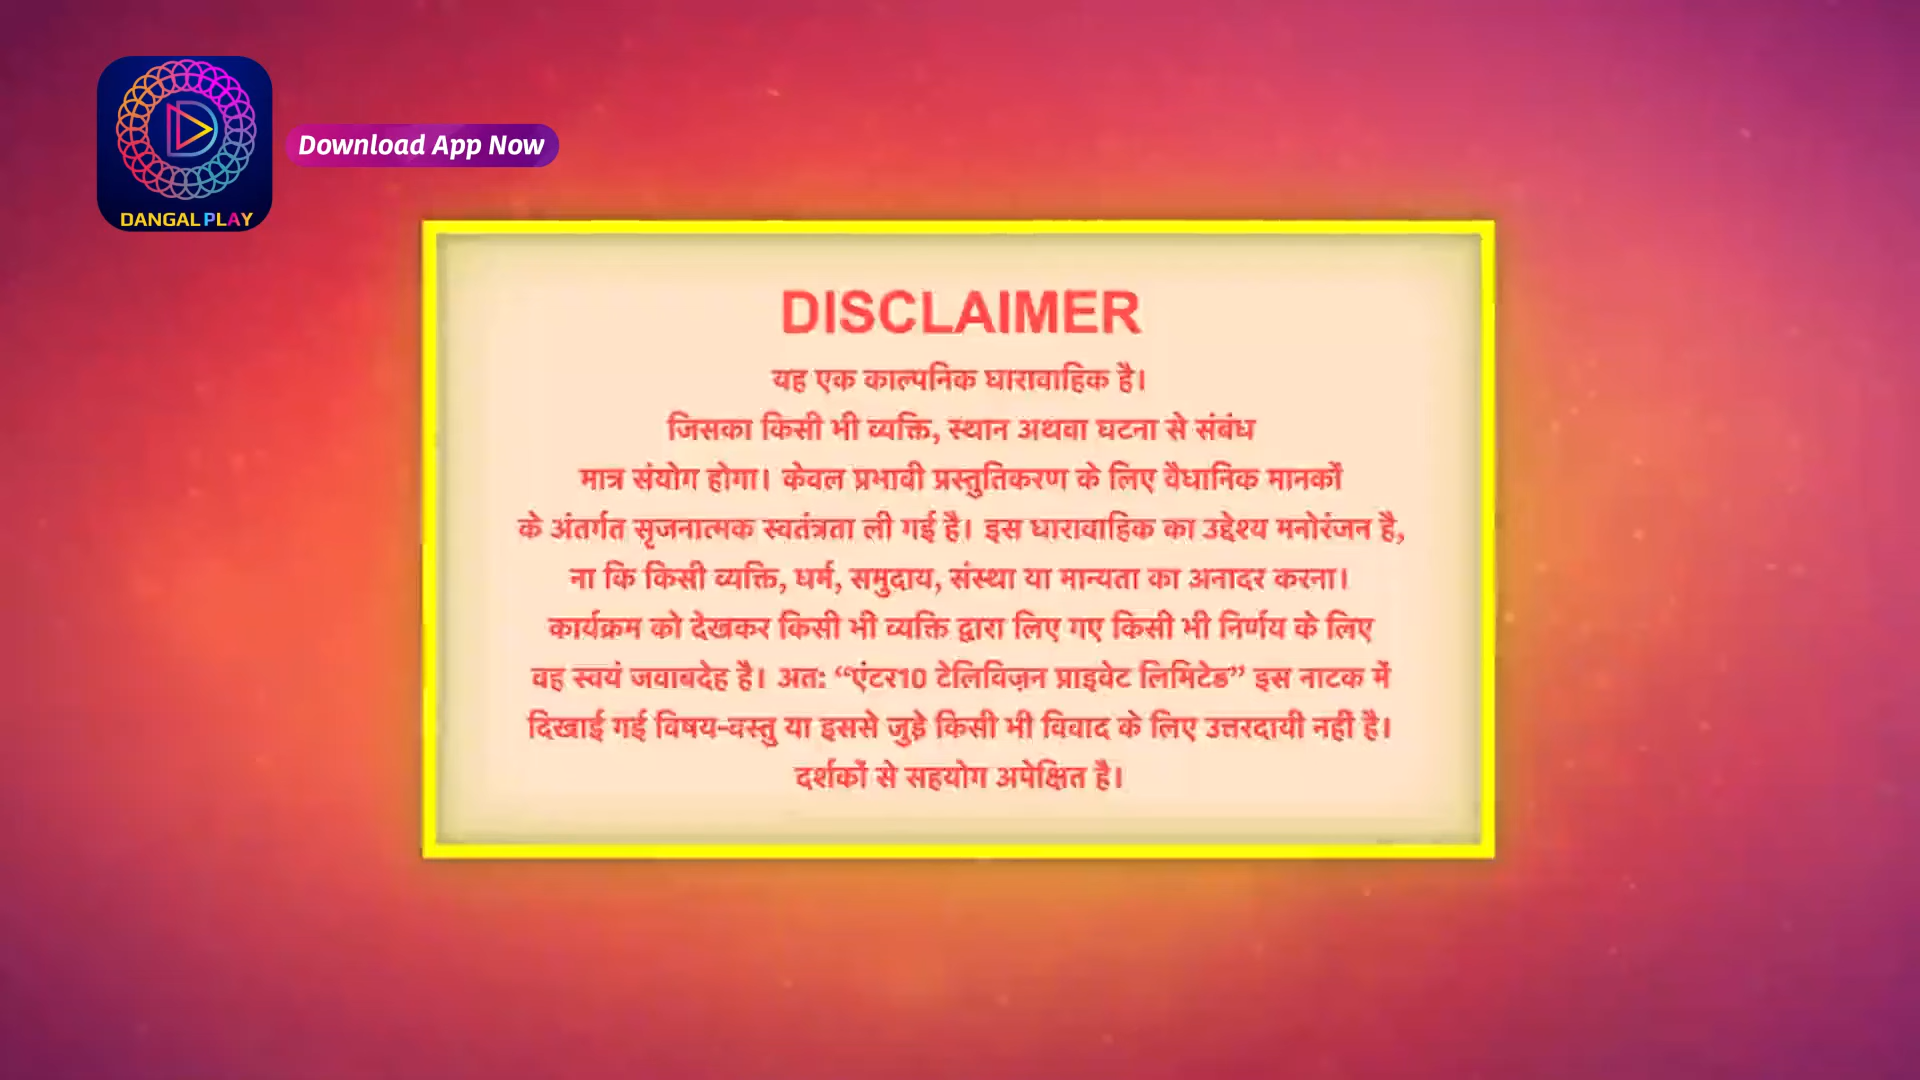 DANGAL PLAY
Download App Now
DISCLAIMER
यह एक काल्पनिक धारावाहिक है।
जिसका किसी भी व्यक्ति, स्थान अथवा घटना से संबंध
मात्र संयोग होगा। केवल प्रभावी प्रस्तुतिकरण के लिए वैधानिक मानकों
के अंतर्गत सृजनात्मक स्वतंत्रता ली गई है। इस धारावाहिक का उद्देश्य मनोरंजन है,
ना कि किसी व्यक्ति, धर्म, समुदाय, संस्था या मान्यता का अनादर करना।
कार्यक्रम को देखकर किसी भी व्यक्ति द्वारा लिए गए किसी भी निर्णय के लिए
वह स्वयं जवाबदेह है। अत: “एंटर10 टेलिविज़न प्राइवेट लिमिटेड” इस नाटक में
दिखाई गई विषय-वस्तु या इससे जुड़े किसी भी विवाद के लिए उत्तरदायी नही है।
दर्शकों से सहयोग अपेक्षित है।